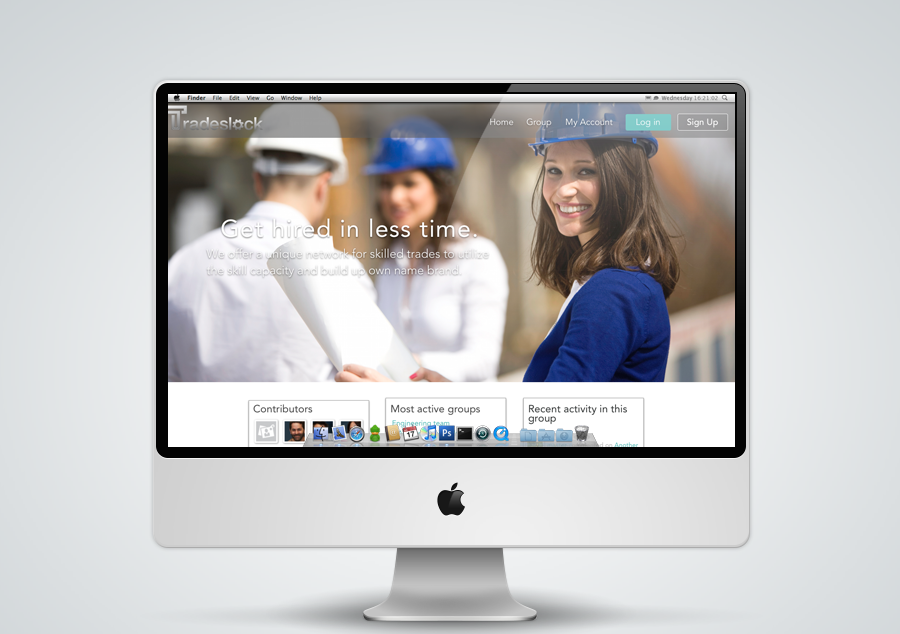 Finder File Edit View Go Window Help
Wednesday 16 21 02
Tradeslock
Home Group My Account Log in Sign Up
Get hired in less time.
We offer a unique network for skilled trades to utilize
the skill capacity and build up own name brand.
Contributors
Most active groups
Recent activity in this
group
Engineering team
17
Ps
on Another